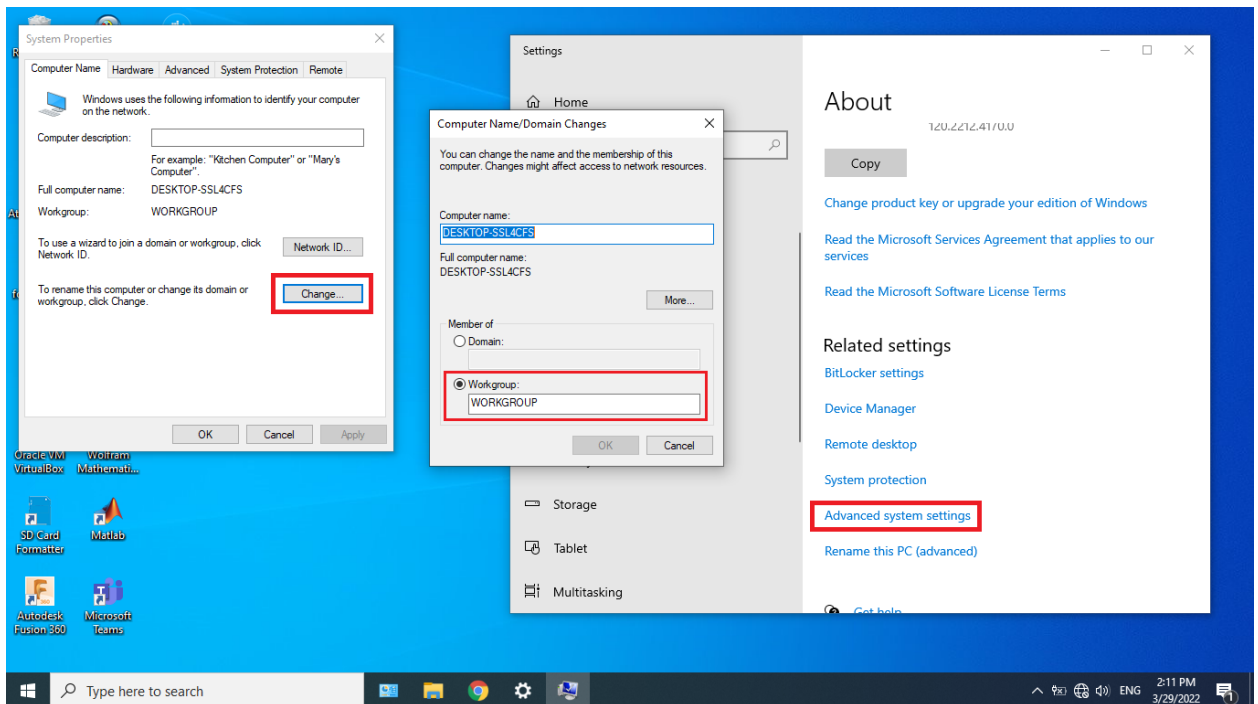 System Properties
Computer Name
Hardware
Advanced
System Protection
Remote
Windows uses the following information to identify your computer
on the network.
Computer description:
For example: "Kitchen Computer" or "Mary's
Computer".
Full computer name:
DESKTOP-SSL4CFS
Workgroup:
WORKGROUP
To use a wizard to join a domain or workgroup, click
Network ID.
Network ID...
To rename this computer or change its domain or
workgroup, click Change.
Change...
OK
Cancel
Apply
Computer Name/Domain Changes
You can change the name and the membership of this
computer. Changes might affect access to network resources.
Computer name:
DESKTOP-SSL4CFS
Full computer name:
DESKTOP-SSL4CFS
More...
Member of
Domain:
Workgroup:
WORKGROUP
OK
Cancel
Settings
Home
Storage
Tablet
Multitasking
About
120.2212.4170.0
Copy
Change product key or upgrade your edition of Windows
Read the Microsoft Services Agreement that applies to our
services
Read the Microsoft Software License Terms
Related settings
BitLocker settings
Device Manager
Remote desktop
System protection
Advanced system settings
Rename this PC (advanced)
Get help
Oracle VM
VirtualBox
Wolfram
Mathemati...
SD Card
Formatter
Matlab
Autodesk
Fusion 360
Microsoft
Teams
Type here to search
ENG
2:11 PM
3/29/2022
1